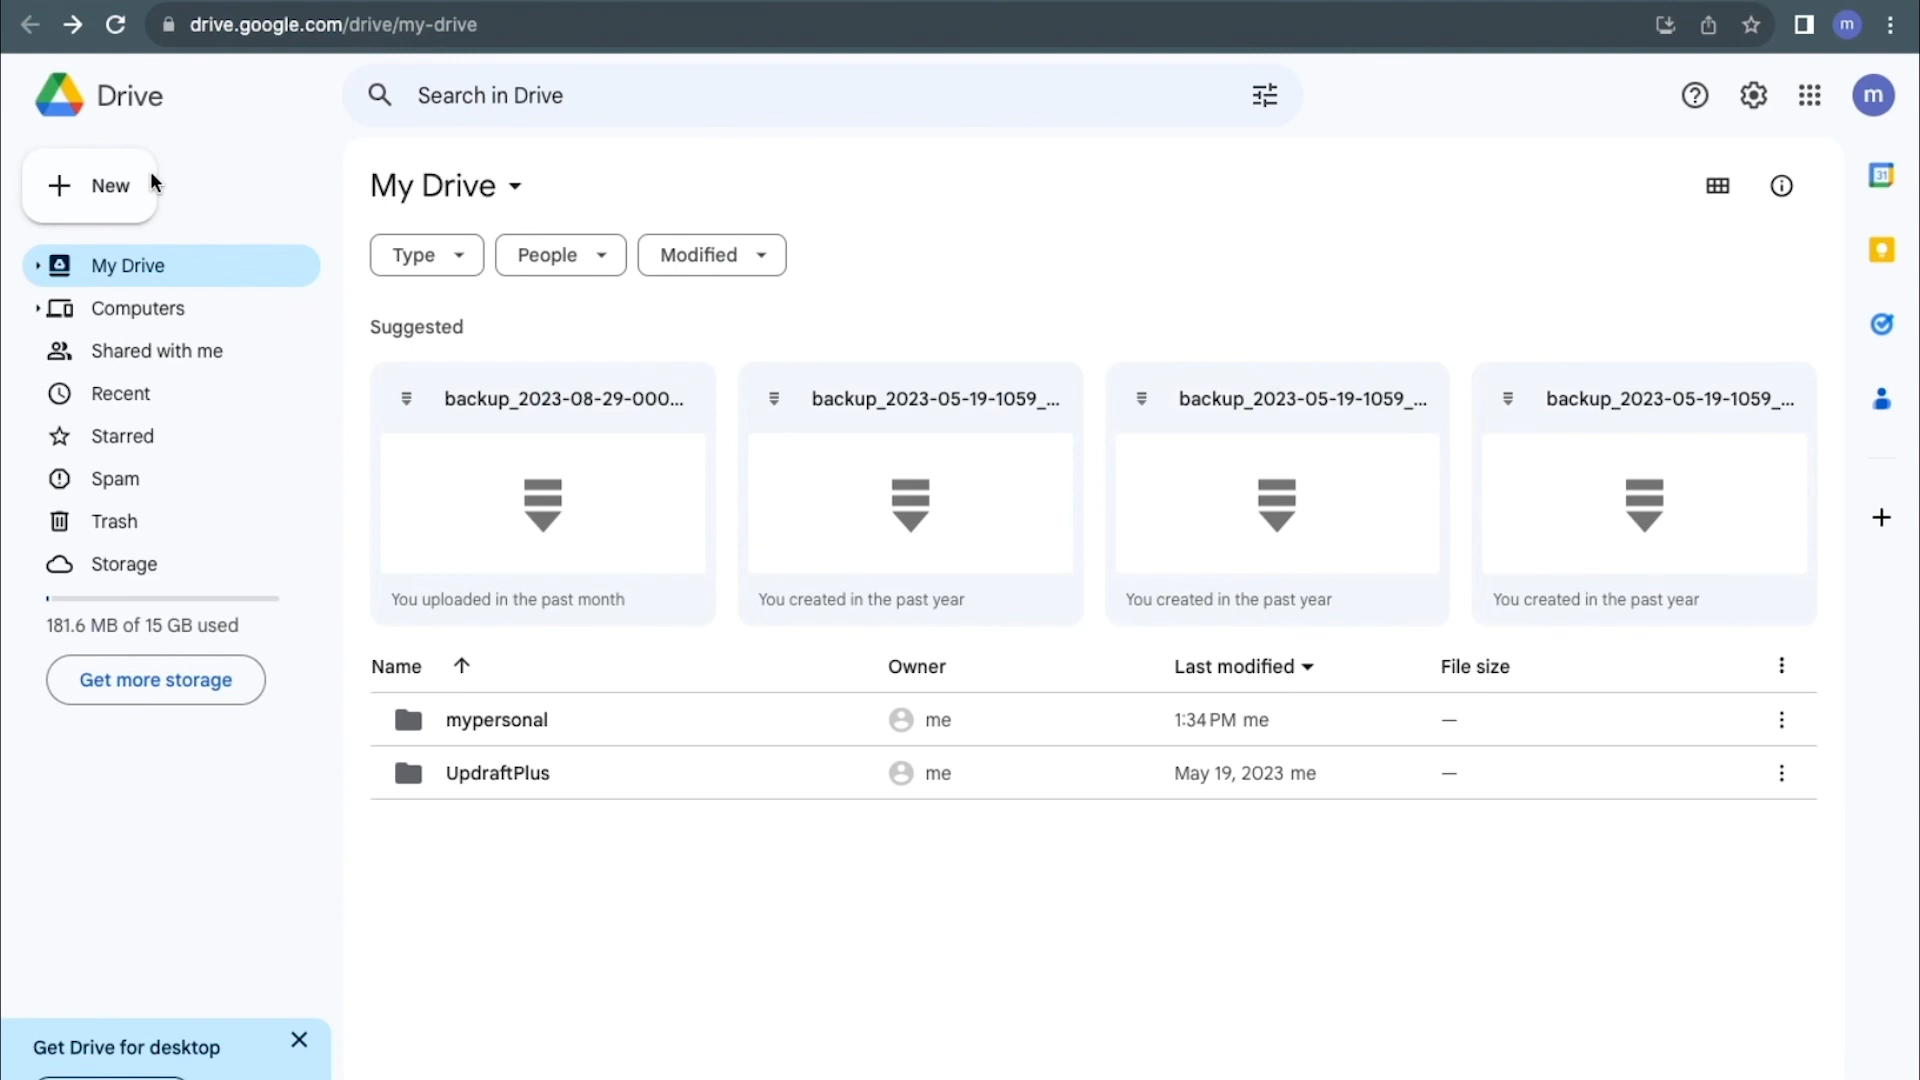 drive.google.com/drive/my-drive
m
Drive
Search in Drive
m
New
My Drive
Computers
Shared with me
Recent
Starred
Spam
Trash
Storage
181.6 MB of 15 GB used
Get more storage
Get Drive for desktop
My Drive
Type
People
Modified
Suggested
backup_2023-08-29-000...
backup_2023-05-19-1059_...
backup_2023-05-19-1059_...
backup_2023-05-19-1059_...
You uploaded in the past month
You created in the past year
You created in the past year
You created in the past year
Name Owner Last modified File size
mypersonal me 1:34 PM me —
UpdraftPlus me May 19, 2023 me —
31